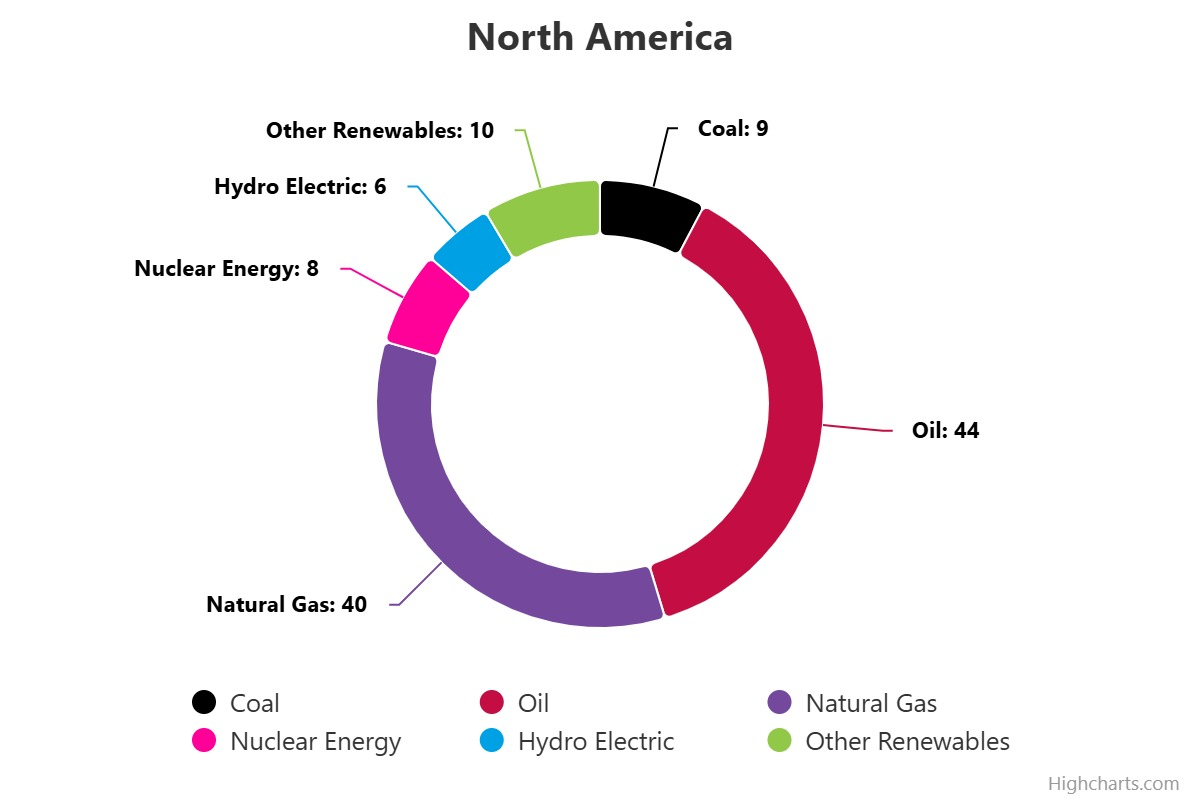 North America
Other Renewables: 10
Coal: 9
Hydro Electric: 6
Nuclear Energy: 8
Oil: 44
Natural Gas: 40
Coal
Oil
Natural Gas
Nuclear Energy
Hydro Electric
Other Renewables
Highcharts.com